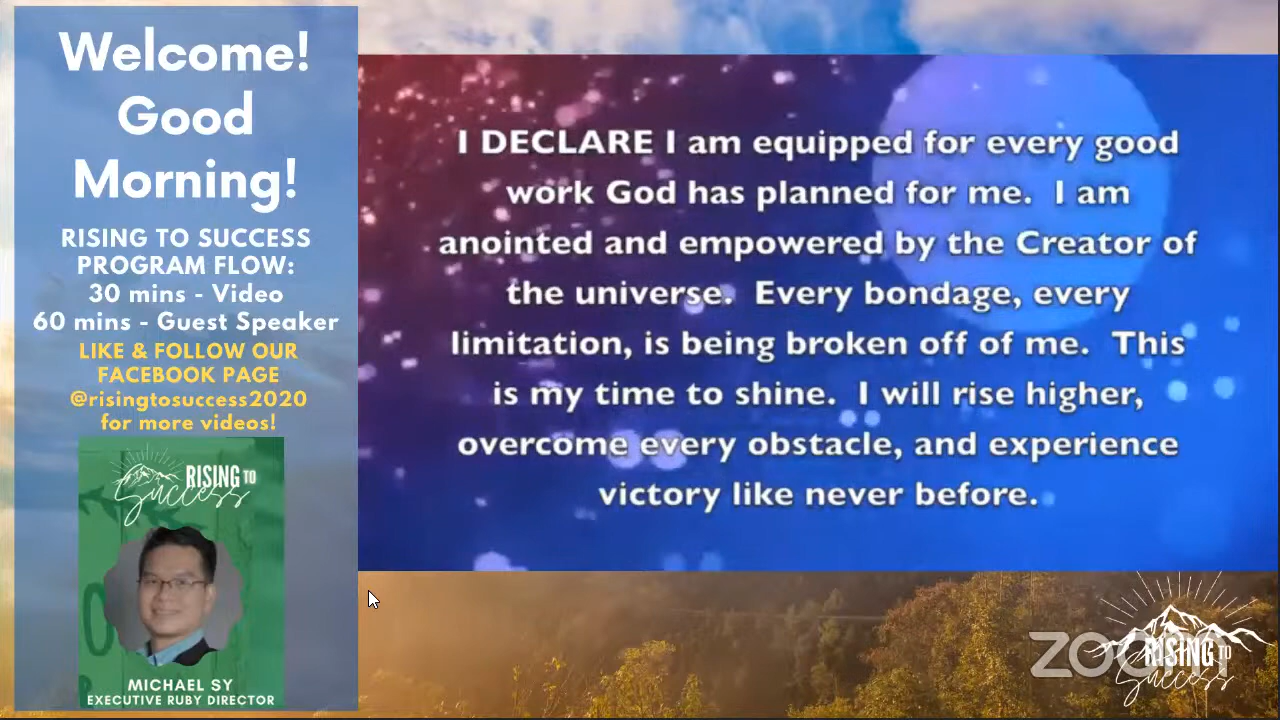 Welcome!
Good
Morning!
RISING TO SUCCESS
PROGRAM FLOW:
30 mins - Video
60 mins - Guest Speaker
LIKE & FOLLOW OUR
FACEBOOK PAGE
@risingtosuccess2020
for more videos!
RISING TO
Success
MICHAEL SY
EXECUTIVE RUBY DIRECTOR
I DECLARE I am equipped for every good
work God has planned for me. I am
anointed and empowered by the Creator of
the universe. Every bondage, every
limitation, is being broken off of me. This
is my time to shine. I will rise higher,
overcome every obstacle, and experience
victory like never before.
zoom
RISING TO
Success